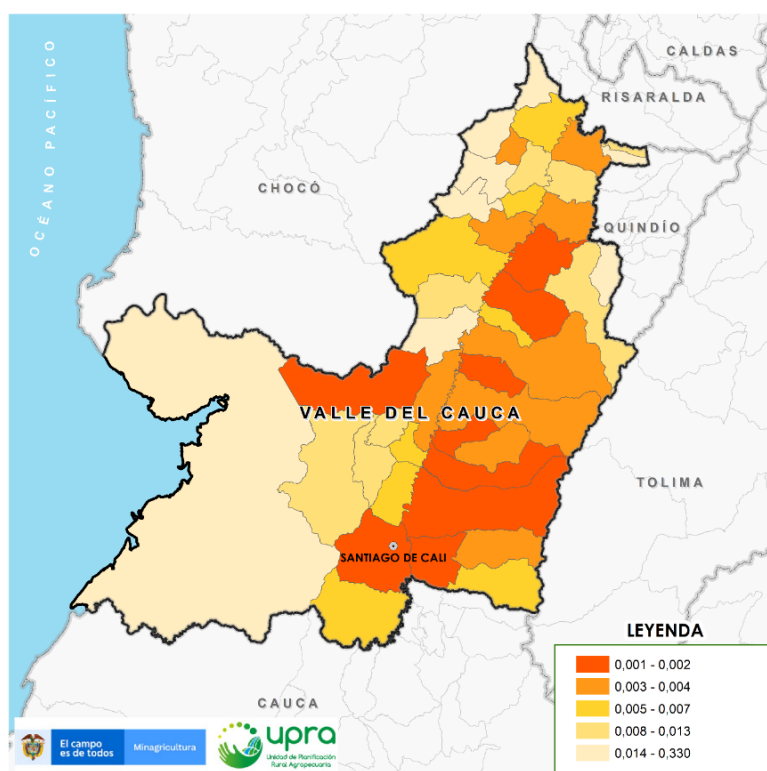 CALDAS
RISARALDA
OCÉANO PACÍFICO
CHOCÓ
QUINDÍO
VALLE DEL CAUCA
TOLIMA
SANTIAGO DE CALI
CAUCA
LEYENDA
0,001 - 0,002
0,003 - 0,004
0,005 - 0,007
0,008 - 0,013
0,014 - 0,330
El campo
es de todos
Minagricultura
upra
Unidad de Planificación
Rural Agropecuaria